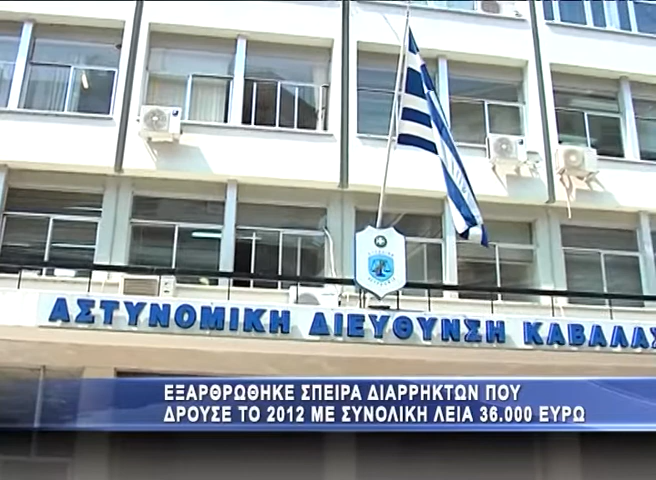 ΑΣΤΥΝΟΜΙΚΗ ΔΙΕΥΘΥΝΣΗ ΚΑΒΑΛΑΣ
ΕΞΑΡΘΡΩΘΗΚΕ ΣΠΕΙΡΑ ΔΙΑΡΡΗΚΤΩΝ ΠΟΥ
ΔΡΟΥΣΕ ΤΟ 2012 ΜΕ ΣΥΝΟΛΙΚΗ ΛΕΙΑ 36.000 ΕΥΡΩ